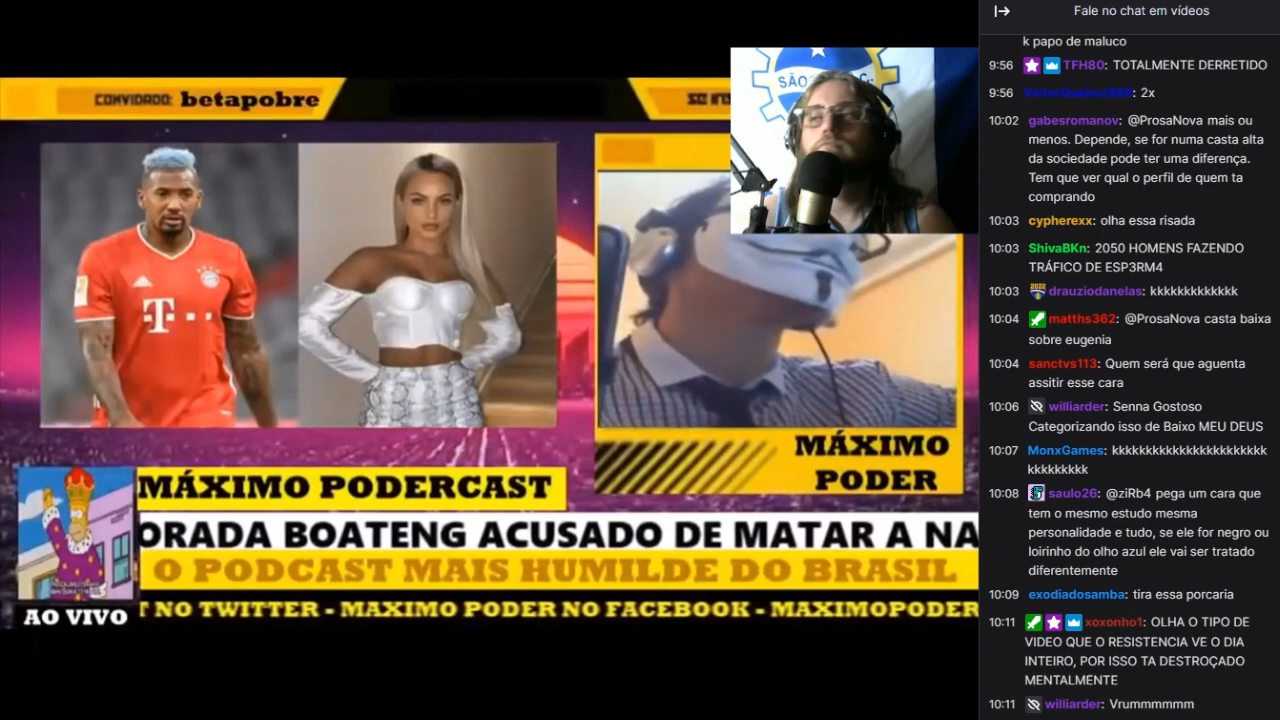 CONVIDADO: betapobre
SÃO
MÁXIMO
PODER
MÁXIMO PODERCAST
ORADA BOATENG ACUSADO DE MATAR A NA
O PODCAST MAIS HUMILDE DO BRASIL
AO VIVO
T NO TWITTER - MAXIMO PODER NO FACEBOOK - MAXIMOPODER
Fale no chat em vídeos
k papo de maluco
9:56 TFH80: TOTALMENTE DERRETIDO
9:56 : 2x
10:02 gabesromanov: @ProsaNova mais ou
menos. Depende, se for numa casta alta
da sociedade pode ter uma diferença.
Tem que ver qual o perfil de quem ta
comprando
10:03 cypherexx: olha essa risada
10:03 ShivaBKn: 2050 HOMENS FAZENDO
TRÁFICO DE ESP3RM4
10:03 drauziodanelas: kkkkkkkkkkkkk
10:04 matths362: @ProsaNova casta baixa
sobre eugenia
10:04 sanctvs113: Quem será que aguenta
assitir esse cara
10:06 williarder: Senna Gostoso
Categorizando isso de Baixo MEU DEUS
10:07 MonxGames: kkkkkkkkkkkkkkkkkkkkkkk
kkkkkkkkk
10:08 saulo26: @ziRb4 pega um cara que
tem o mesmo estudo mesma
personalidade e tudo, se ele for negro ou
loirinho do olho azul ele vai ser tratado
diferentemente
10:09 exodiadosamba: tira essa porcaria
10:11 xoxonho1: OLHA O TIPO DE
VIDEO QUE O RESISTENCIA VE O DIA
INTEIRO, POR ISSO TA DESTROÇADO
MENTALMENTE
10:11 williarder: Vrummmmmm